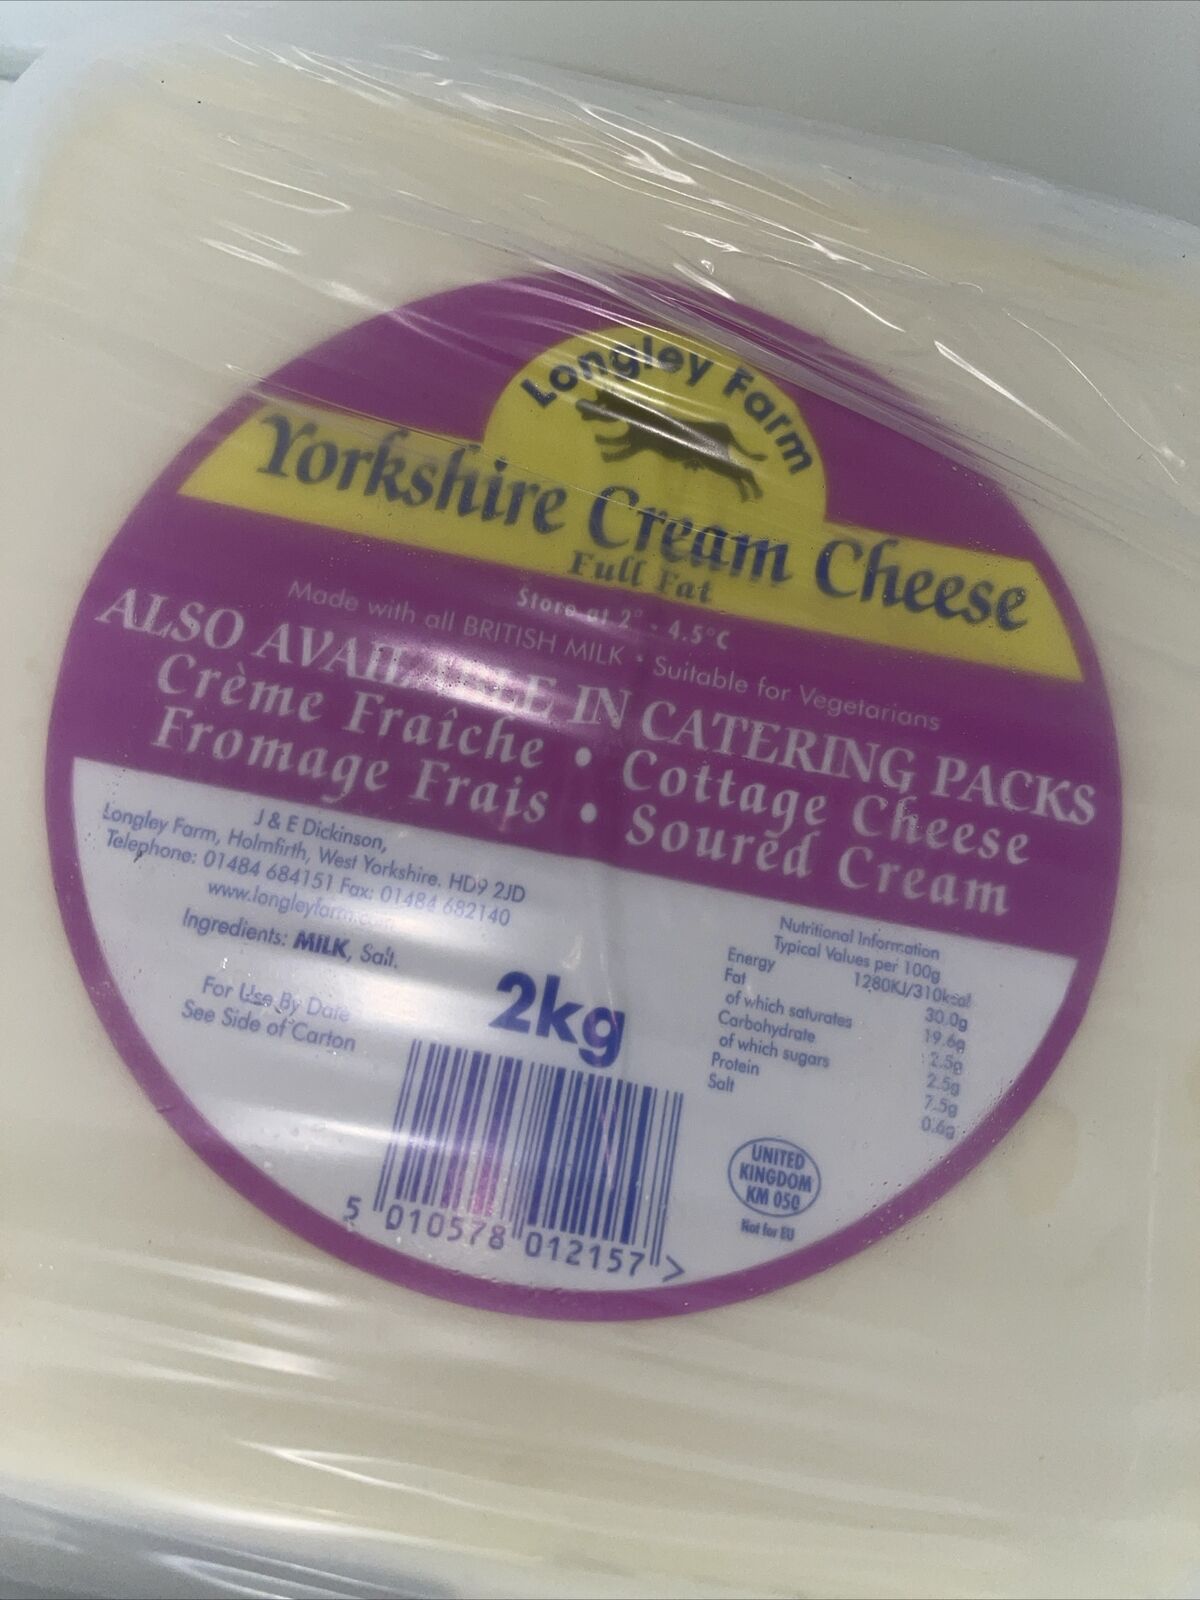 Longley Farm
Yorkshire Cream Cheese
Full Fat
Store at 2° - 4.5°C
Made with all BRITISH MILK • Suitable for Vegetarians
ALSO AVAILABLE IN CATERING PACKS
Crème Fraîche • Cottage Cheese
Fromage Frais • Soured Cream
J & E Dickinson,
Longley Farm, Holmfirth, West Yorkshire. HD9 2JD
Telephone: 01484 684151 Fax: 01484 682140
www.longleyfarm.co
Ingredients: MILK, Salt.
For Use By Date
See Side of Carton
2kg
5 010578 012157 >
Nutritional Information
Typical Values per 100g
Energy 1280KJ/310kcal
Fat 30.0g
of which saturates 19.6g
Carbohydrate 2.5g
of which sugars 2.5g
Protein 7.5g
Salt 0.6g
UNITED
KINGDOM
KM 050
Not for EU